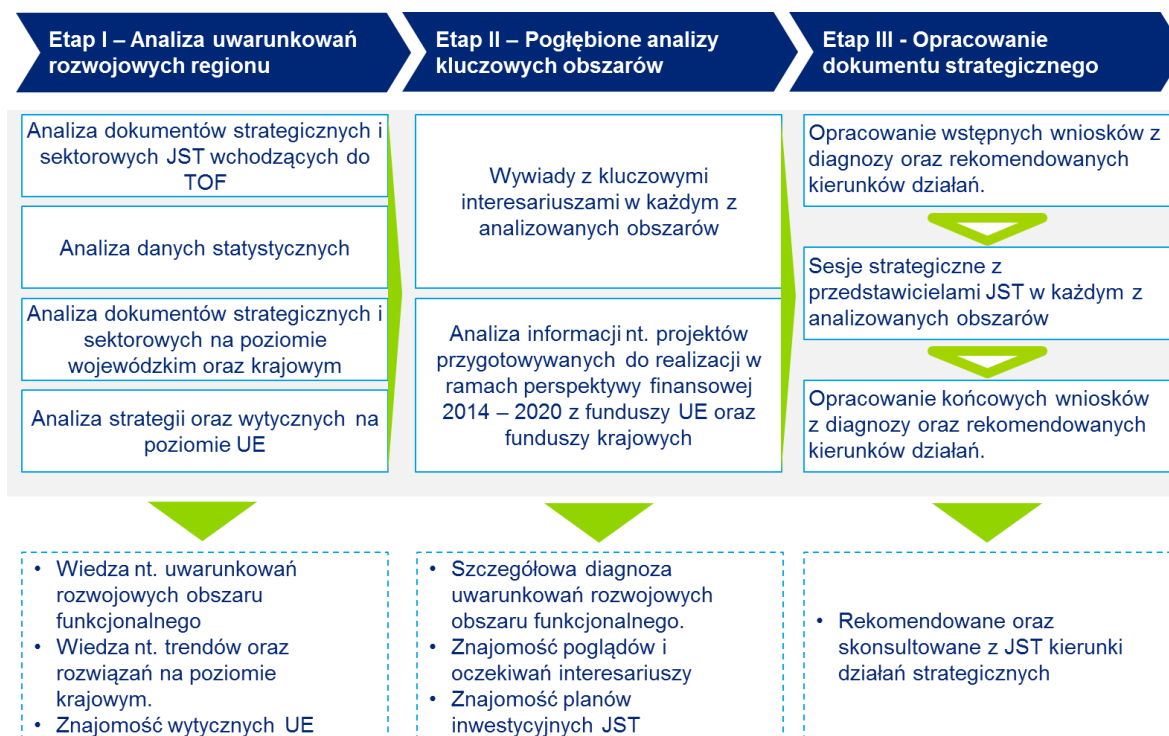 Etap I – Analiza uwarunkowań
rozwojowych regionu
Etap II – Pogłębione analizy
kluczowych obszarów
Etap III - Opracowanie
dokumentu strategicznego
Analiza dokumentów strategicznych i
sektorowych JST wchodzących do
TOF
Analiza danych statystycznych
Analiza dokumentów strategicznych i
sektorowych na poziomie
wojewódzkim oraz krajowym
Analiza strategii oraz wytycznych na
poziomie UE
Wywiady z kluczowymi
interesariuszami w każdym z
analizowanych obszarów
Analiza informacji nt. projektów
przygotowywanych do realizacji w
ramach perspektywy finansowej
2014 – 2020 z funduszy UE oraz
funduszy krajowych
Opracowanie wstępnych wniosków z
diagnozy oraz rekomendowanych
kierunków działań.
Sesje strategiczne z
przedstawicielami JST w każdym z
analizowanych obszarów
Opracowanie końcowych wniosków
z diagnozy oraz rekomendowanych
kierunków działań.
• Wiedza nt. uwarunkowań
rozwojowych obszaru
funkcjonalnego
• Wiedza nt. trendów oraz
rozwiązań na poziomie
krajowym.
• Znajomość wytycznych UE
• Szczegółowa diagnoza
uwarunkowań rozwojowych
obszaru funkcjonalnego.
• Znajomość poglądów i
oczekiwań interesariuszy
• Znajomość planów
inwestycyjnych JST
• Rekomendowane oraz
skonsultowane z JST kierunki
działań strategicznych